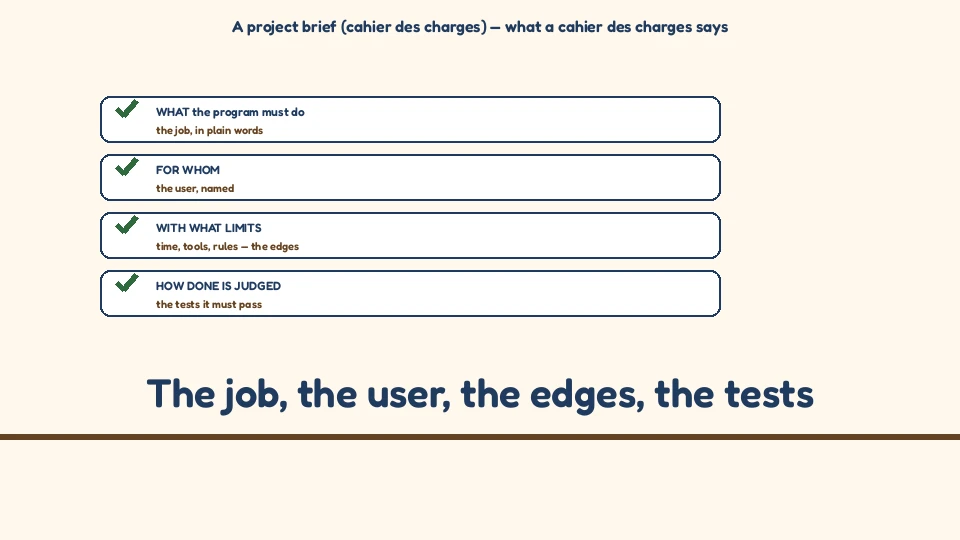 A project brief (cahier des charges) — what a cahier des charges says
WHAT the program must do
the job, in plain words
FOR WHOM
the user, named
WITH WHAT LIMITS
time, tools, rules — the edges
HOW DONE IS JUDGED
the tests it must pass
The job, the user, the edges, the tests